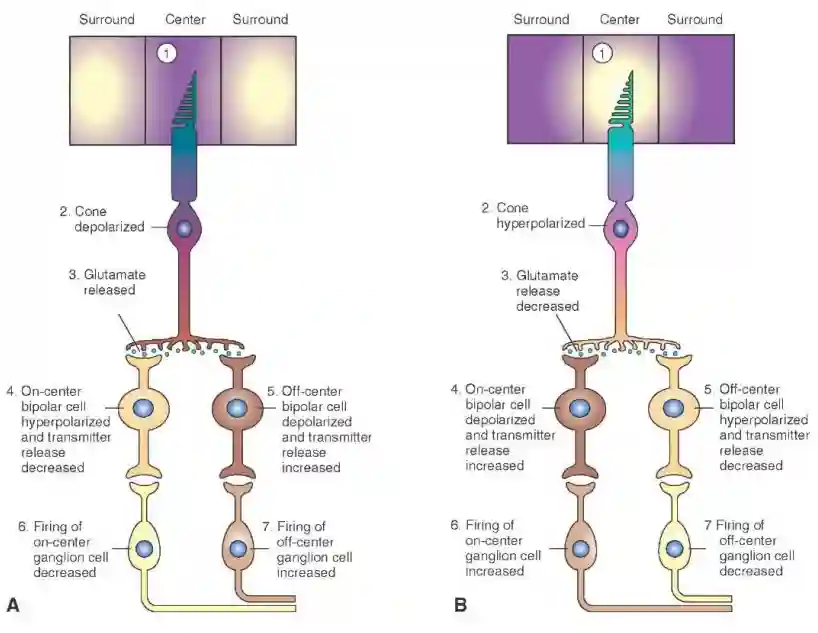 Surround Center Surround
1
2. Cone
depolarized
3. Glutamate
released
4. On-center
bipolar cell
hyperpolarized
and transmitter
release
decreased
5. Off-center
bipolar cell
depolarized
and transmitter
release
increased
6. Firing of
on-center
ganglion cell
decreased
7. Firing of
off-center
ganglion cell
increased
A
Surround Center Surround
1
2. Cone
hyperpolarized
3. Glutamate
release
decreased
4. On-center
bipolar cell
depolarized
and transmitter
release
increased
5. Off-center
bipolar cell
hyperpolarized
and transmitter
release
decreased
6. Firing of
on-center
ganglion cell
increased
7 Firing of
off-center
ganglion cell
decreased
B